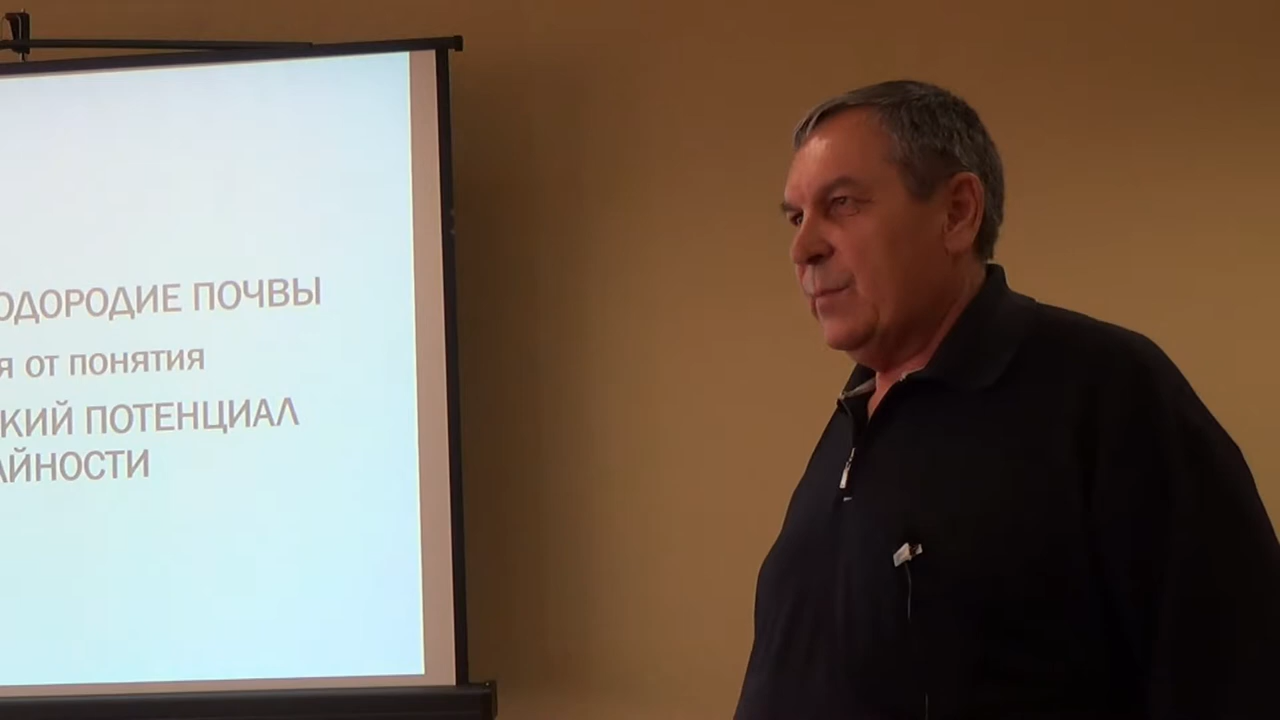 ОДОРОДИЕ ПОЧВЫ
я от понятия
КИЙ ПОТЕНЦИАЛ
АЙНОСТИ